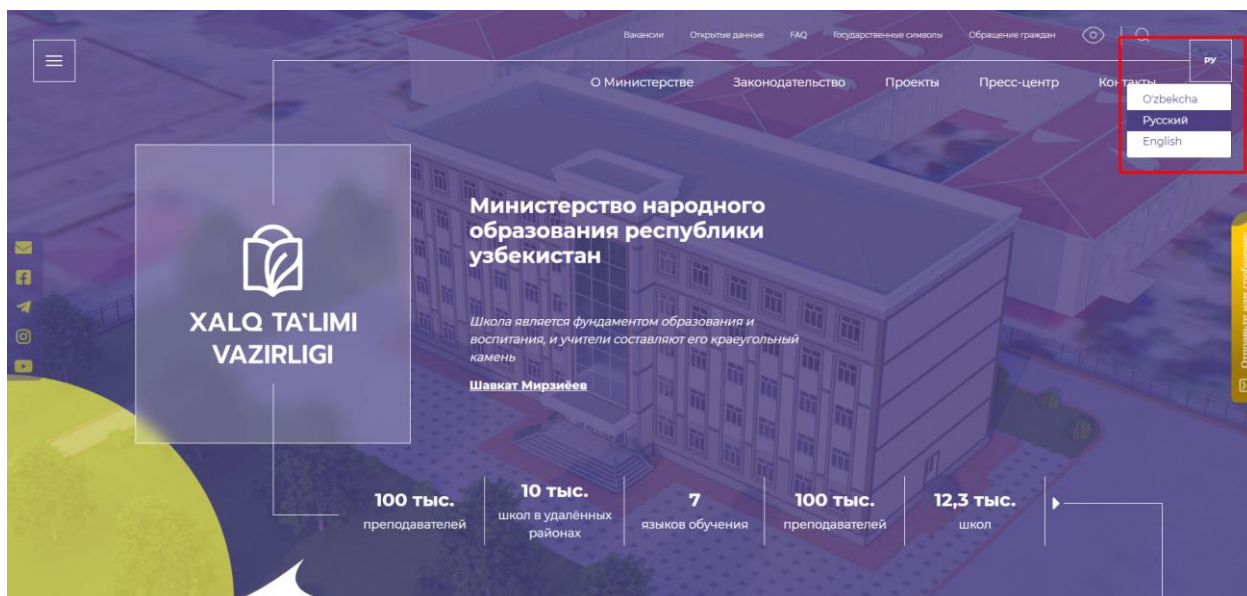 Вакансии Открытые данные FAQ Государственные символы Обращение граждан
РУ
О Министерстве Законодательство Проекты Пресс-центр Контакты
O'zbekcha
Русский
English
XALQ TA`LIMI
VAZIRLIGI
Министерство народного
образования республики
узбекистан
Школа является фундаментом образования и
воспитания, и учители составляют его краеугольный
камень
Шавкат Мирзиёев
Отправьте нам сообщение
100 тыс.
преподавателей
10 тыс.
школ в удалённых
районах
7
языков обучения
100 тыс.
преподавателей
12,3 тыс.
школ